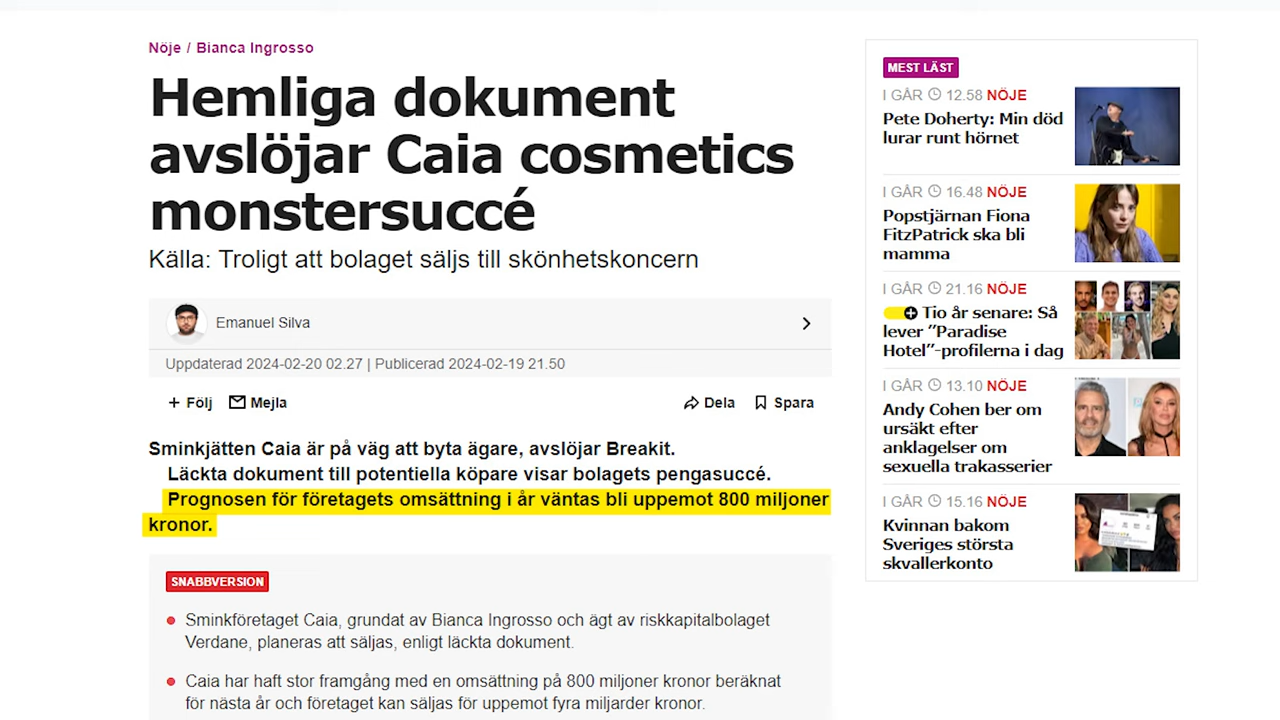 Nöje / Bianca Ingrosso
Hemliga dokument
avslöjar Caia cosmetics
monstersuccé
Källa: Troligt att bolaget säljs till skönhetskoncern
Emanuel Silva
Uppdaterad 2024-02-20 02.27 | Publicerad 2024-02-19 21.50
+ Följ Mejla Dela Spara
Sminkjätten Caia är på väg att byta ägare, avslöjar Breakit.
Läckta dokument till potentiella köpare visar bolagets pengasuccé.
Prognosen för företagets omsättning i år väntas bli uppemot 800 miljoner
kronor.
SNABBVERSION
Sminkföretaget Caia, grundat av Bianca Ingrosso och ägt av riskkapitalbolaget
Verdane, planeras att säljas, enligt läckta dokument.
Caia har haft stor framgång med en omsättning på 800 miljoner kronor beräknat
för nästa år och företaget kan säljas för uppemot fyra miljarder kronor.
MEST LÄST
I GÅR 12.58 NÖJE
Pete Doherty: Min död
lurar runt hörnet
I GÅR 16.48 NÖJE
Popstjärnan Fiona
FitzPatrick ska bli
mamma
I GÅR 21.16 NÖJE
Tio år senare: Så
lever ”Paradise
Hotel”-profilerna i dag
I GÅR 13.10 NÖJE
Andy Cohen ber om
ursäkt efter
anklagelser om
sexuella trakasserier
I GÅR 15.16 NÖJE
Kvinnan bakom
Sveriges största
skvallerkonto